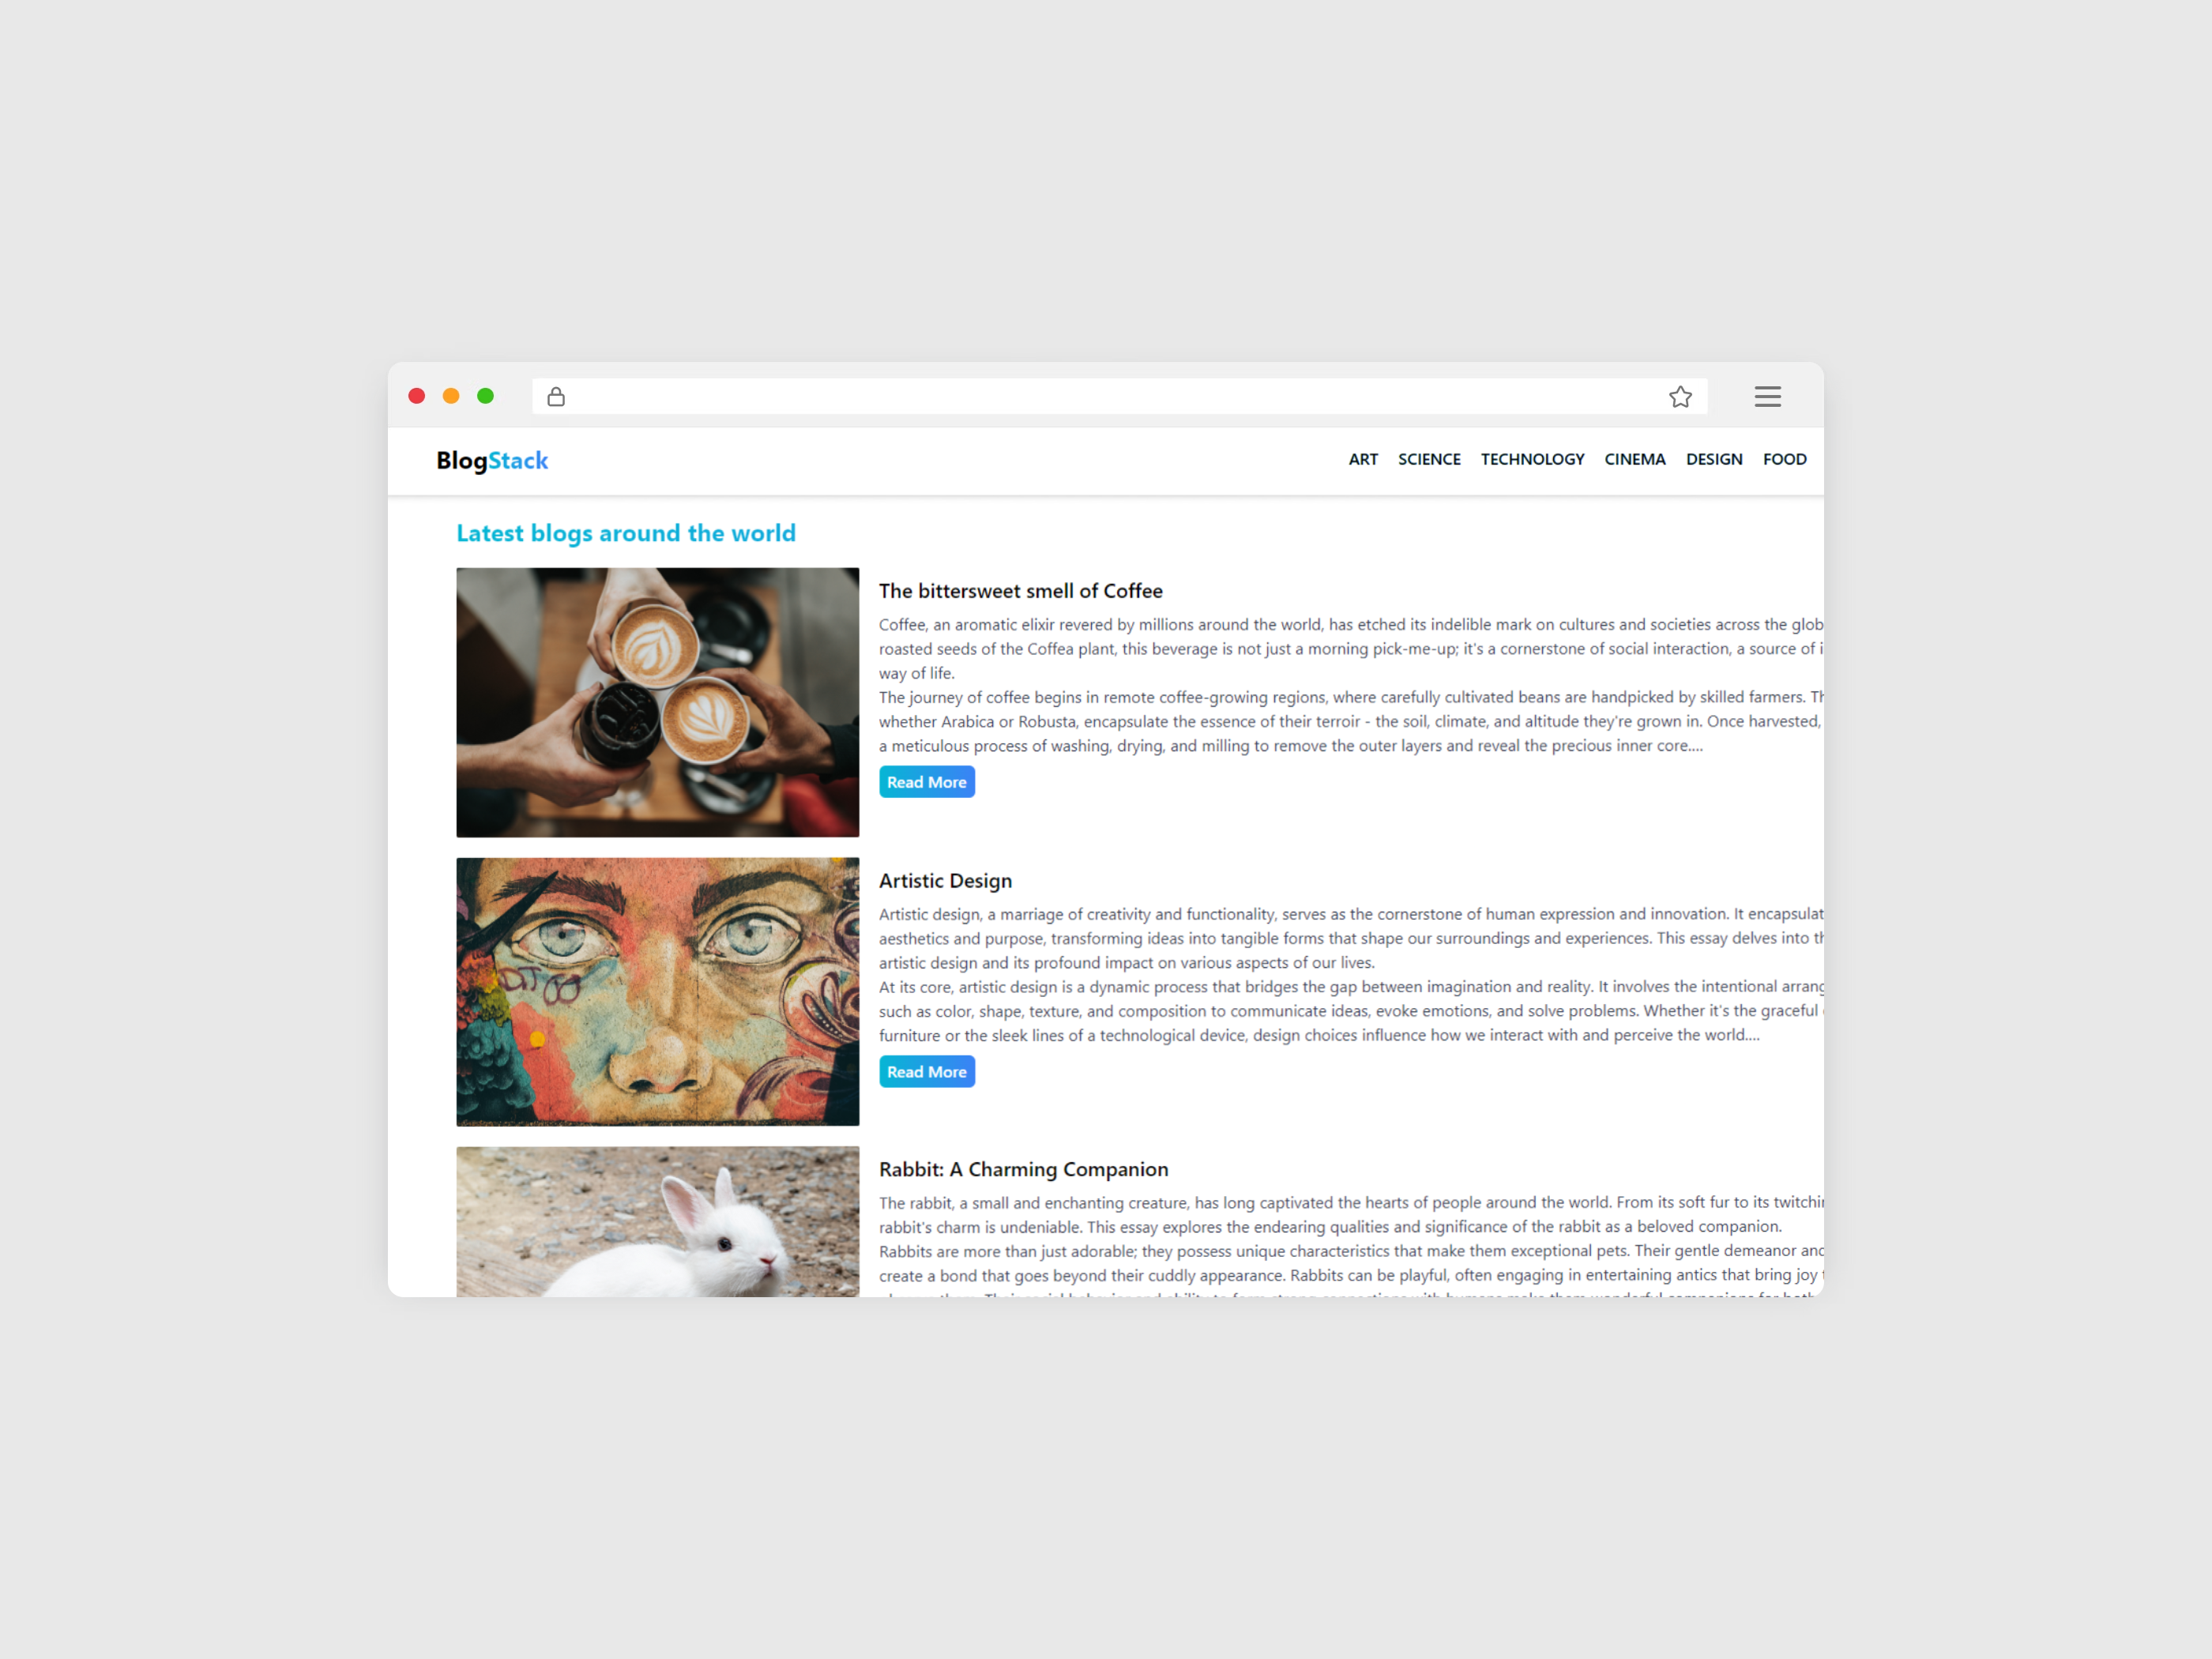 BlogStack
ART SCIENCE TECHNOLOGY CINEMA DESIGN FOOD
Latest blogs around the world
The bittersweet smell of Coffee
Coffee, an aromatic elixir revered by millions around the world, has etched its indelible mark on cultures and societies across the glob
roasted seeds of the Coffea plant, this beverage is not just a morning pick-me-up; it's a cornerstone of social interaction, a source of i
way of life.
The journey of coffee begins in remote coffee-growing regions, where carefully cultivated beans are handpicked by skilled farmers. Th
whether Arabica or Robusta, encapsulate the essence of their terroir - the soil, climate, and altitude they're grown in. Once harvested,
a meticulous process of washing, drying, and milling to remove the outer layers and reveal the precious inner core....
Read More
Artistic Design
Artistic design, a marriage of creativity and functionality, serves as the cornerstone of human expression and innovation. It encapsulat
aesthetics and purpose, transforming ideas into tangible forms that shape our surroundings and experiences. This essay delves into th
artistic design and its profound impact on various aspects of our lives.
At its core, artistic design is a dynamic process that bridges the gap between imagination and reality. It involves the intentional arrang
such as color, shape, texture, and composition to communicate ideas, evoke emotions, and solve problems. Whether it's the graceful
furniture or the sleek lines of a technological device, design choices influence how we interact with and perceive the world....
Read More
Rabbit: A Charming Companion
The rabbit, a small and enchanting creature, has long captivated the hearts of people around the world. From its soft fur to its twitchi
rabbit's charm is undeniable. This essay explores the endearing qualities and significance of the rabbit as a beloved companion.
Rabbits are more than just adorable; they possess unique characteristics that make them exceptional pets. Their gentle demeanor and
create a bond that goes beyond their cuddly appearance. Rabbits can be playful, often engaging in entertaining antics that bring joy